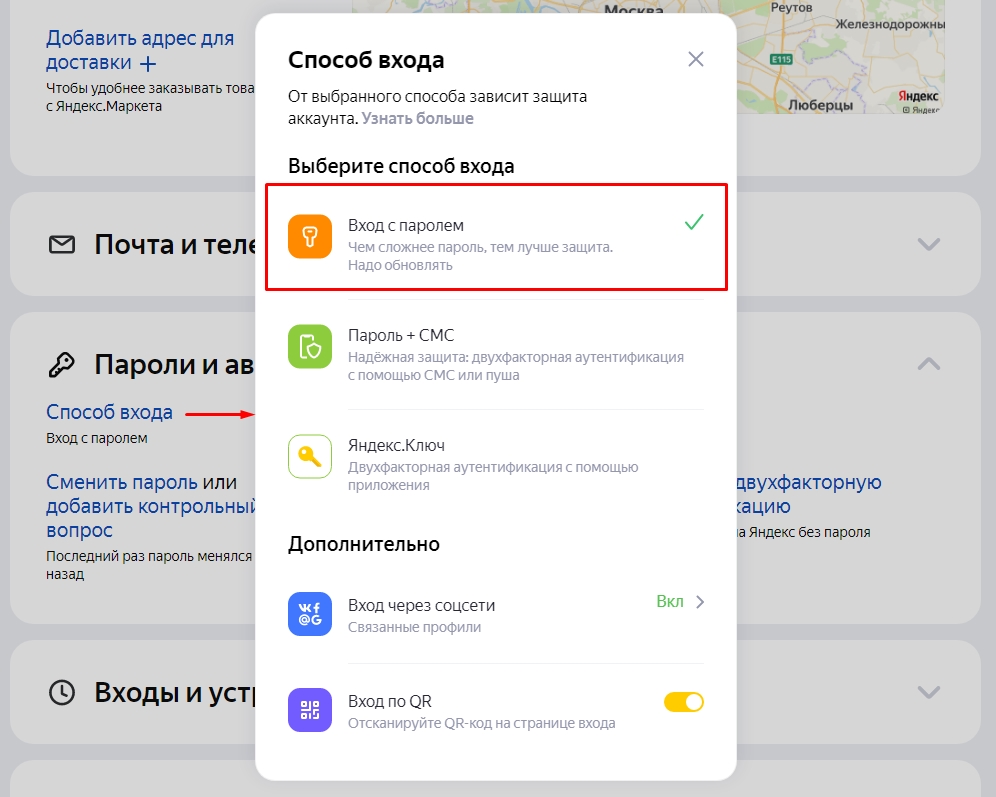 Москва
Реутов
Железнодорожны
E115
Люберцы
Яндекс
© Яндекс
Добавить адрес для
доставки +
Чтобы удобнее заказывать това
с Яндекс.Маркета
Почта и теле
Пароли и ав
Способ входа
Вход с паролем
Сменить пароль или
добавить контрольный
вопрос
Последний раз пароль менялся
назад
двухфакторную
кацию
на Яндекс без пароля
Входы и устр
Способ входа
От выбранного способа зависит защита
аккаунта. Узнать больше
Выберите способ входа
Вход с паролем
Чем сложнее пароль, тем лучше защита.
Надо обновлять
Пароль + СМС
Надёжная защита: двухфакторная аутентификация
с помощью СМС или пуша
Яндекс.Ключ
Двухфакторная аутентификация с помощью
приложения
Дополнительно
Вход через соцсети
Вкл
Связанные профили
Вход по QR
Отсканируйте QR-код на странице входа